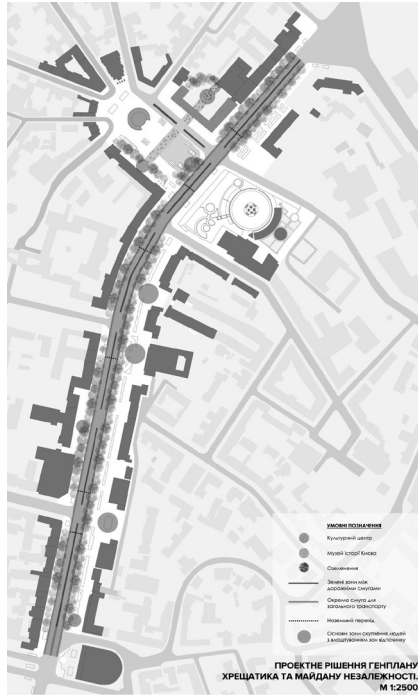 УМОВНІ ПОЗНАЧЕННЯ
Культурний центр
Музей історії Києва
Озеленення
Зелені зони між
дорожніми смугами
Окрема смуга для
загального транспорту
Наземний перехід
Основні зони скупчення людей
з влаштуванням зон відпочинку
ПРОЕКТНЕ РІШЕННЯ ГЕНПЛАНУ
ХРЕЩАТИКА ТА МАЙДАНУ НЕЗАЛЕЖНОСТІ
М 1:2500